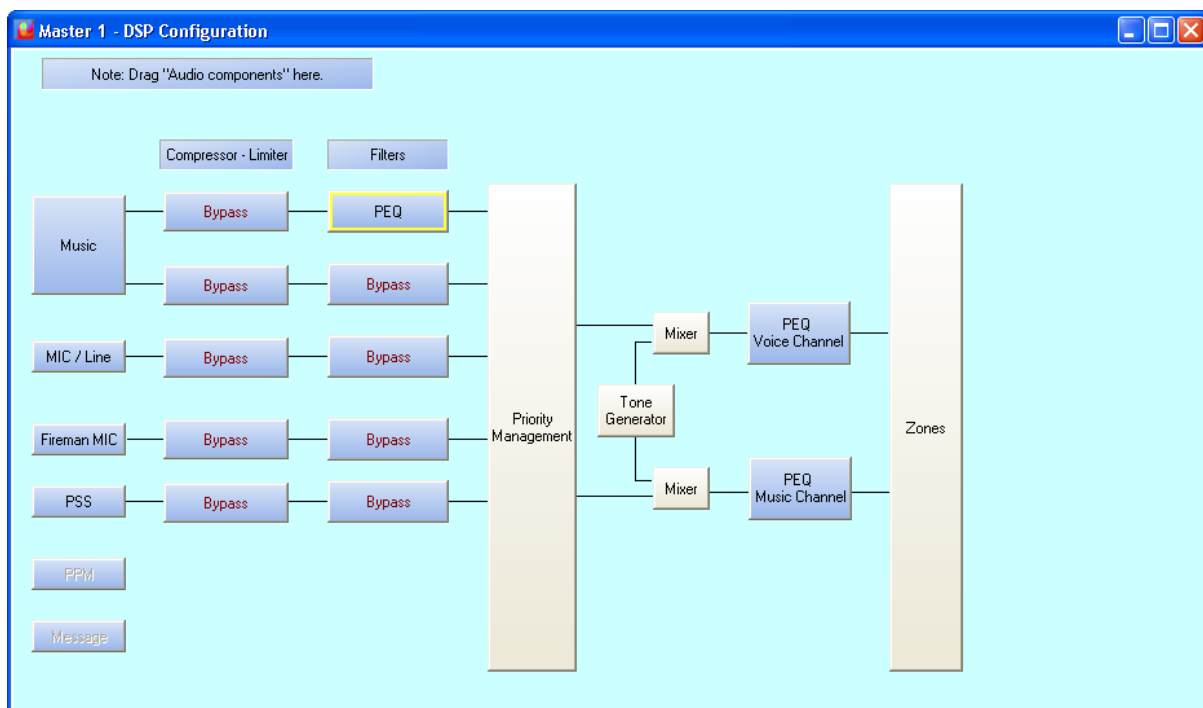 Master 1 - DSP Configuration
Note: Drag "Audio components" here.
Compressor - Limiter
Filters
Music
Bypass
PEQ
Bypass
Bypass
MIC / Line
Bypass
Bypass
Fireman MIC
Bypass
Bypass
PSS
Bypass
Bypass
PPM
Message
Priority
Management
Mixer
PEQ
Voice Channel
Tone
Generator
Mixer
PEQ
Music Channel
Zones